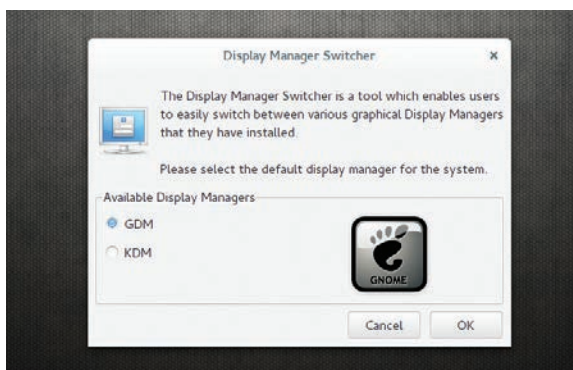 Display Manager Switcher
The Display Manager Switcher is a tool which enables users
to easily switch between various graphical Display Managers
that they have installed.
Please select the default display manager for the system.
Available Display Managers
GDM
KDM
GNOME
Cancel
OK